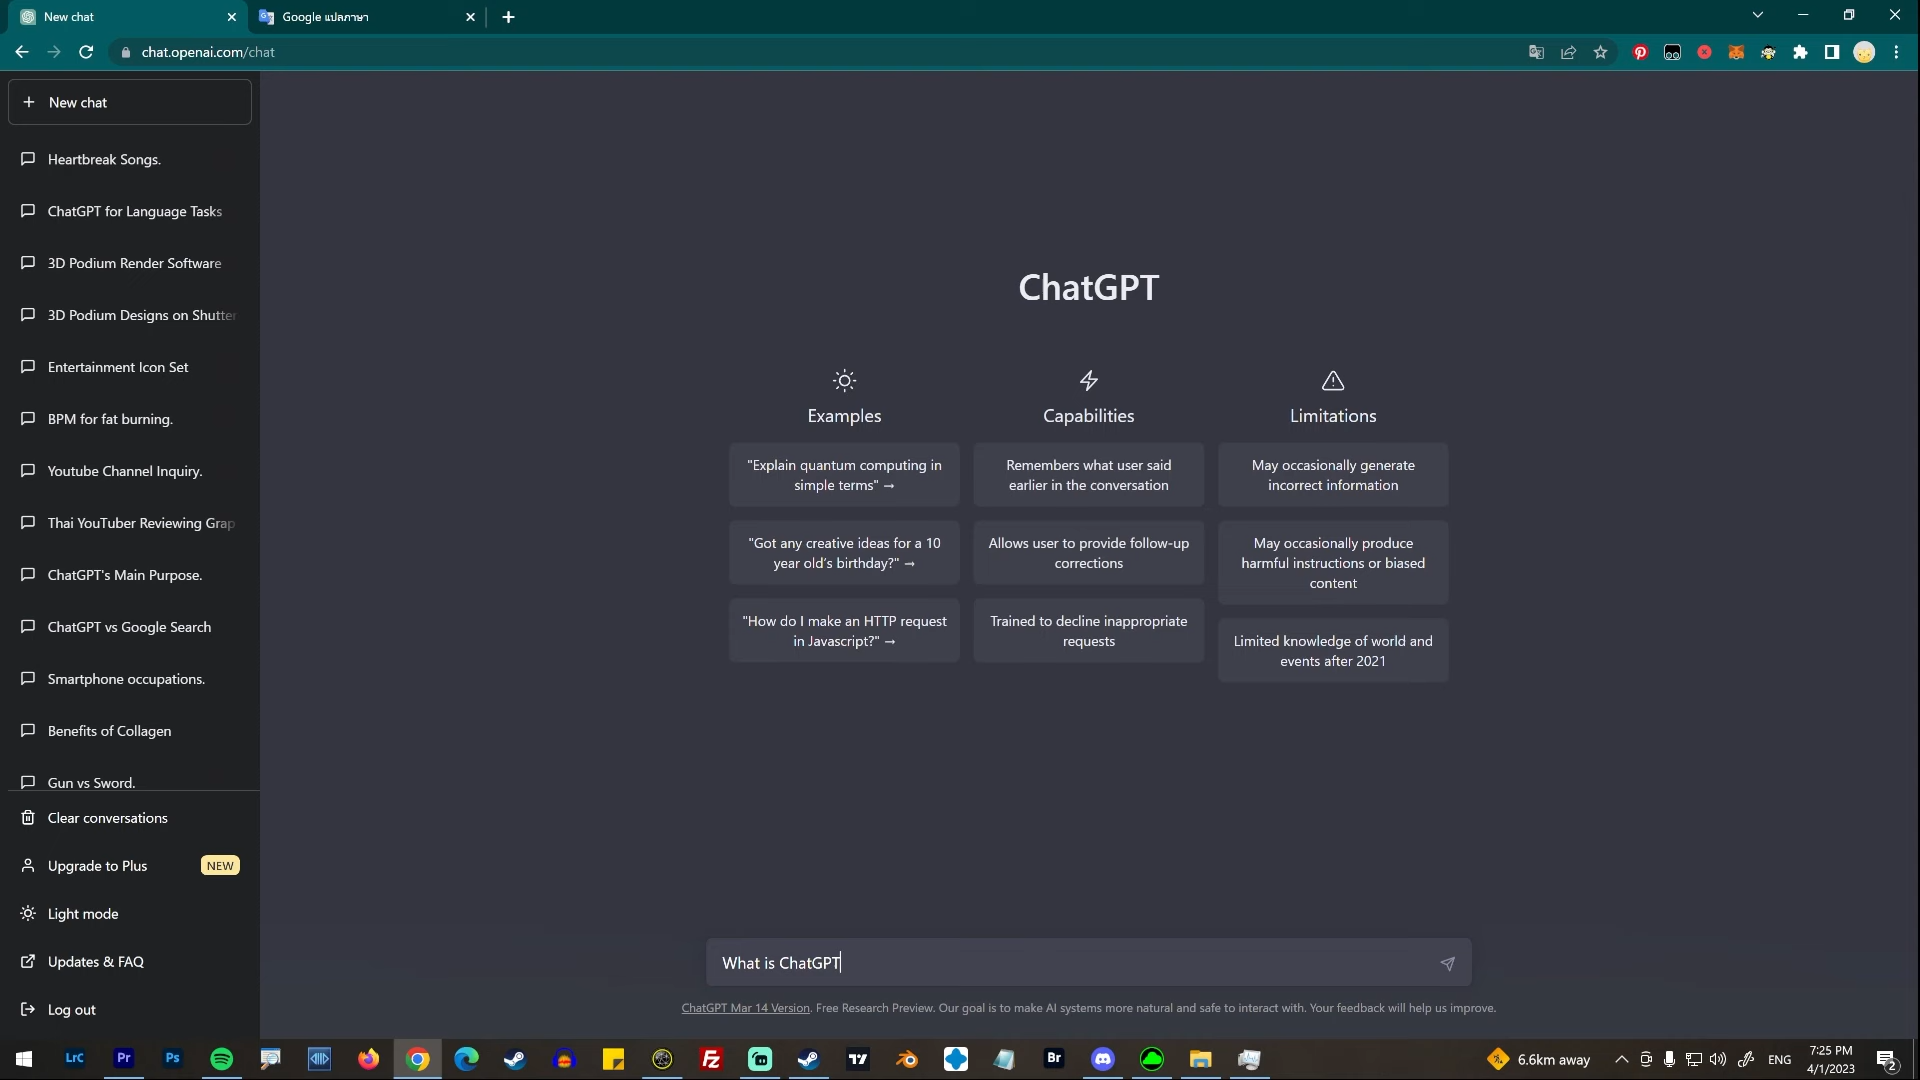 New chat
Google แปลภาษา
chat.openai.com/chat
New chat
Heartbreak Songs.
ChatGPT for Language Tasks
3D Podium Render Software
3D Podium Designs on Shutter
Entertainment Icon Set
BPM for fat burning.
Youtube Channel Inquiry.
Thai YouTuber Reviewing Grap
ChatGPT's Main Purpose.
ChatGPT vs Google Search
Smartphone occupations.
Benefits of Collagen
Gun vs Sword.
Clear conversations
Upgrade to Plus NEW
Light mode
Updates & FAQ
Log out
ChatGPT
Examples
"Explain quantum computing in
simple terms" →
"Got any creative ideas for a 10
year old's birthday?" →
"How do I make an HTTP request
in Javascript?" →
Capabilities
Remembers what user said
earlier in the conversation
Allows user to provide follow-up
corrections
Trained to decline inappropriate
requests
Limitations
May occasionally generate
incorrect information
May occasionally produce
harmful instructions or biased
content
Limited knowledge of world and
events after 2021
What is ChatGPT
ChatGPT Mar 14 Version. Free Research Preview. Our goal is to make AI systems more natural and safe to interact with. Your feedback will help us improve.
LrC Pr Ps Fz Br
6.6km away
ENG
7:25 PM
4/1/2023
2